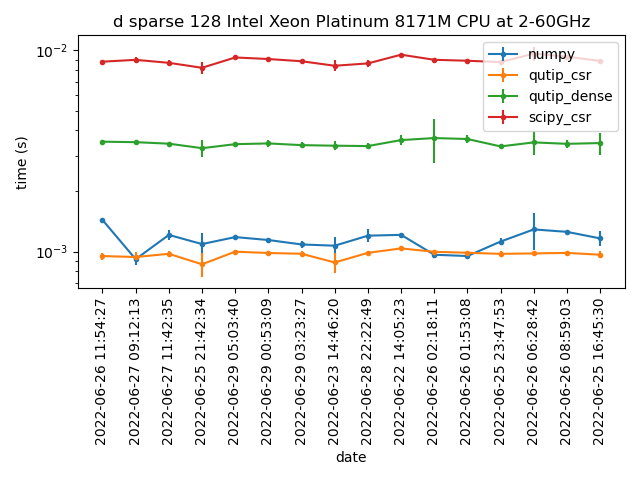 d sparse 128 Intel Xeon Platinum 8171M CPU at 2-60GHz
numpy
qutip_csr
qutip_dense
scipy_csr
10⁻²
10⁻³
time (s)
2022-06-26 11:54:27
2022-06-27 09:12:13
2022-06-27 11:42:35
2022-06-25 21:42:34
2022-06-29 05:03:40
2022-06-29 00:53:09
2022-06-29 03:23:27
2022-06-23 14:46:20
2022-06-28 22:22:49
2022-06-22 14:05:23
2022-06-26 02:18:11
2022-06-26 01:53:08
2022-06-25 23:47:53
2022-06-26 06:28:42
2022-06-26 08:59:03
2022-06-25 16:45:30
date